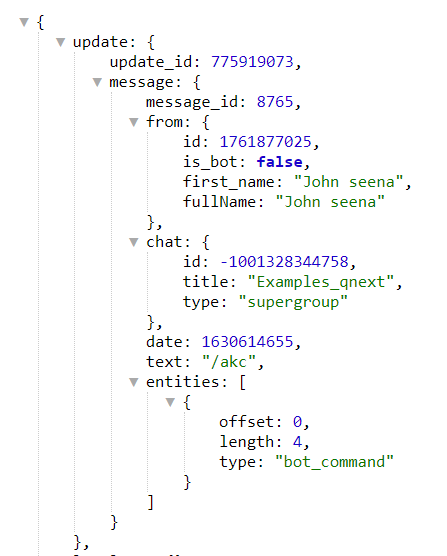 {
update: {
update_id: 775919073,
message: {
message_id: 8765,
from: {
id: 1761877025,
is_bot: false,
first_name: "John seena",
fullName: "John seena"
},
chat: {
id: -1001328344758,
title: "Examples_qnext",
type: "supergroup"
},
date: 1630614655,
text: "/akc",
entities: [
{
offset: 0,
length: 4,
type: "bot_command"
}
]
}
},